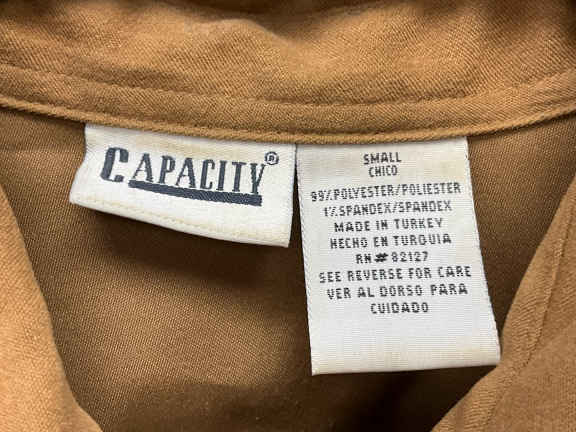 CAPACITY®
SMALL
CHICO
99%POLYESTER/POLIESTER
1%SPANDEX/SPANDEX
MADE IN TURKEY
HECHO EN TURQUIA
RN# 82127
SEE REVERSE FOR CARE
VER AL DORSO PARA
CUIDADO